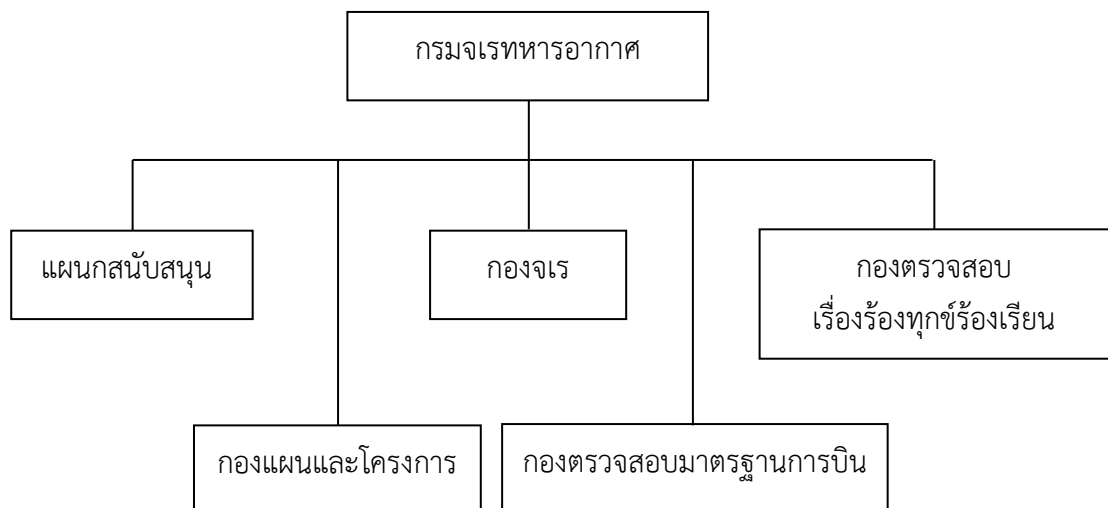 กรมจเรทหารอากาศ
แผนกสนับสนุน
กองจเร
กองตรวจสอบ
เรื่องร้องทุกข์ร้องเรียน
กองแผนและโครงการ
กองตรวจสอบมาตรฐานการบิน